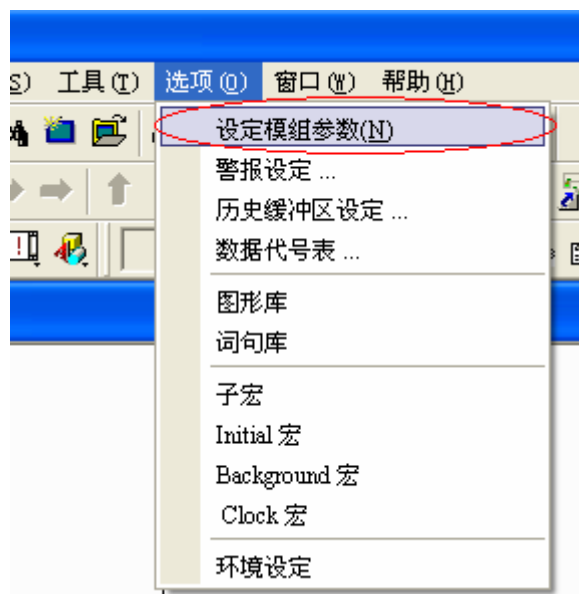 S) 工具(T) 选项(O) 窗口(W) 帮助(H)
设定模组参数(N)
警报设定 ...
历史缓冲区设定 ...
数据代号表 ...
图形库
词句库
子宏
Initial 宏
Background 宏
Clock 宏
环境设定